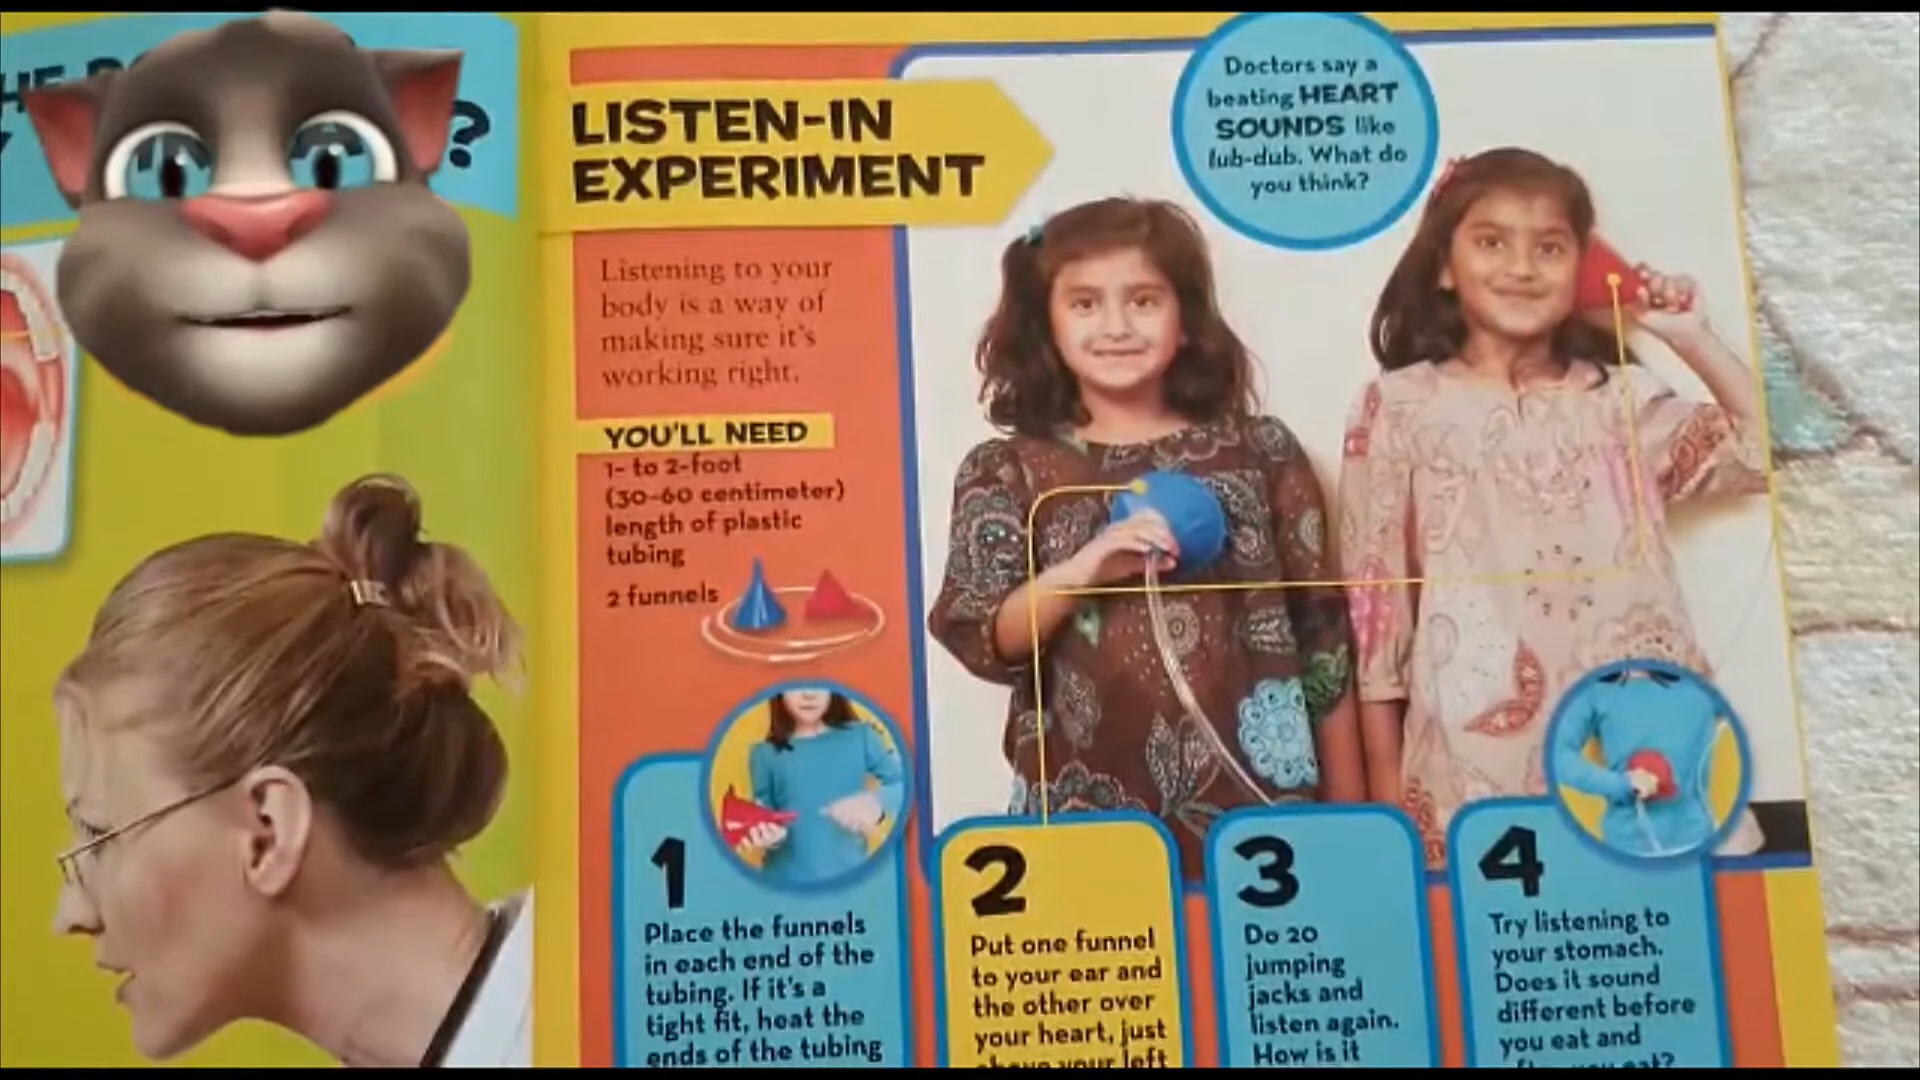 ?
LISTEN-IN
EXPERIMENT
Doctors say a
beating HEART
SOUNDS like
lub-dub. What do
you think?
Listening to your
body is a way of
making sure it's
working right.
YOU'LL NEED
1- to 2-foot
(30-60 centimeter)
length of plastic
tubing
2 funnels
1
Place the funnels
in each end of the
tubing. If it's a
tight fit, heat the
ends of the tubing
2
Put one funnel
to your ear and
the other over
your heart, just
above your left
3
Do 20
jumping
jacks and
listen again.
How is it
4
Try listening to
your stomach.
Does it sound
different before
you eat and